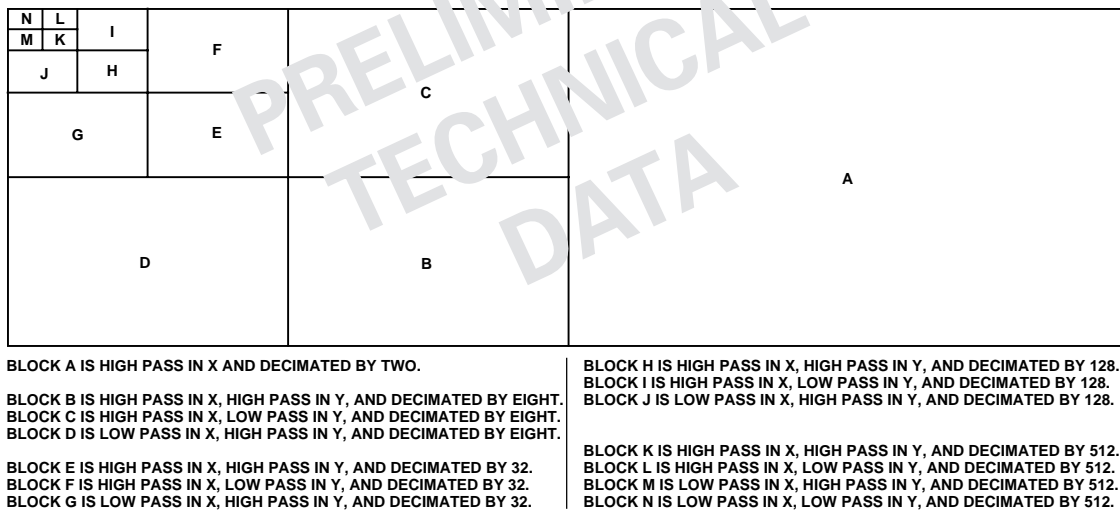 N L
M K
I
F
J
H
C
G
E
A
D
B
PRELIMI
TECHNICAL
DATA
BLOCK A IS HIGH PASS IN X AND DECIMATED BY TWO.
BLOCK B IS HIGH PASS IN X, HIGH PASS IN Y, AND DECIMATED BY EIGHT.
BLOCK C IS HIGH PASS IN X, LOW PASS IN Y, AND DECIMATED BY EIGHT.
BLOCK D IS LOW PASS IN X, HIGH PASS IN Y, AND DECIMATED BY EIGHT.
BLOCK E IS HIGH PASS IN X, HIGH PASS IN Y, AND DECIMATED BY 32.
BLOCK F IS HIGH PASS IN X, LOW PASS IN Y, AND DECIMATED BY 32.
BLOCK G IS LOW PASS IN X, HIGH PASS IN Y, AND DECIMATED BY 32.
BLOCK H IS HIGH PASS IN X, HIGH PASS IN Y, AND DECIMATED BY 128.
BLOCK I IS HIGH PASS IN X, LOW PASS IN Y, AND DECIMATED BY 128.
BLOCK J IS LOW PASS IN X, HIGH PASS IN Y, AND DECIMATED BY 128.
BLOCK K IS HIGH PASS IN X, HIGH PASS IN Y, AND DECIMATED BY 512.
BLOCK L IS HIGH PASS IN X, LOW PASS IN Y, AND DECIMATED BY 512.
BLOCK M IS LOW PASS IN X, HIGH PASS IN Y, AND DECIMATED BY 512.
BLOCK N IS LOW PASS IN X, LOW PASS IN Y, AND DECIMATED BY 512.